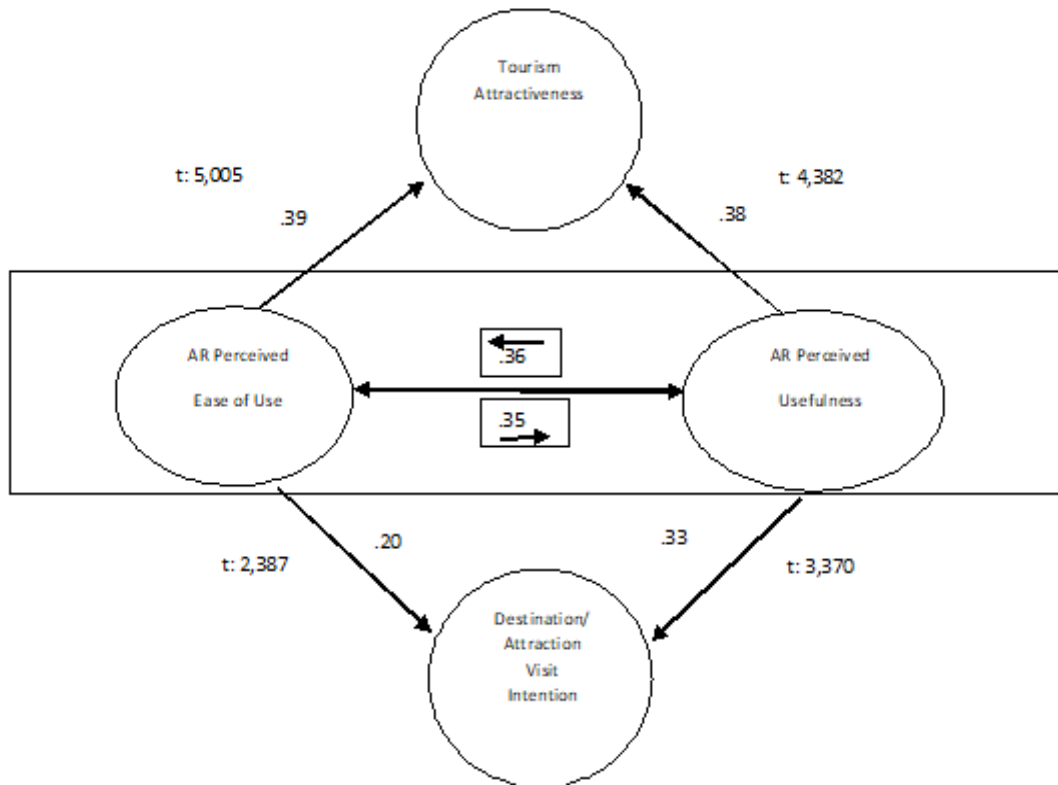 Tourism
Attractiveness
t: 5,005
t: 4,382
.39
.38
AR Perceived
Ease of Use
.36
.35
AR Perceived
Usefulness
t: 2,387
.20
.33
t: 3,370
Destination/
Attraction
Visit
Intention